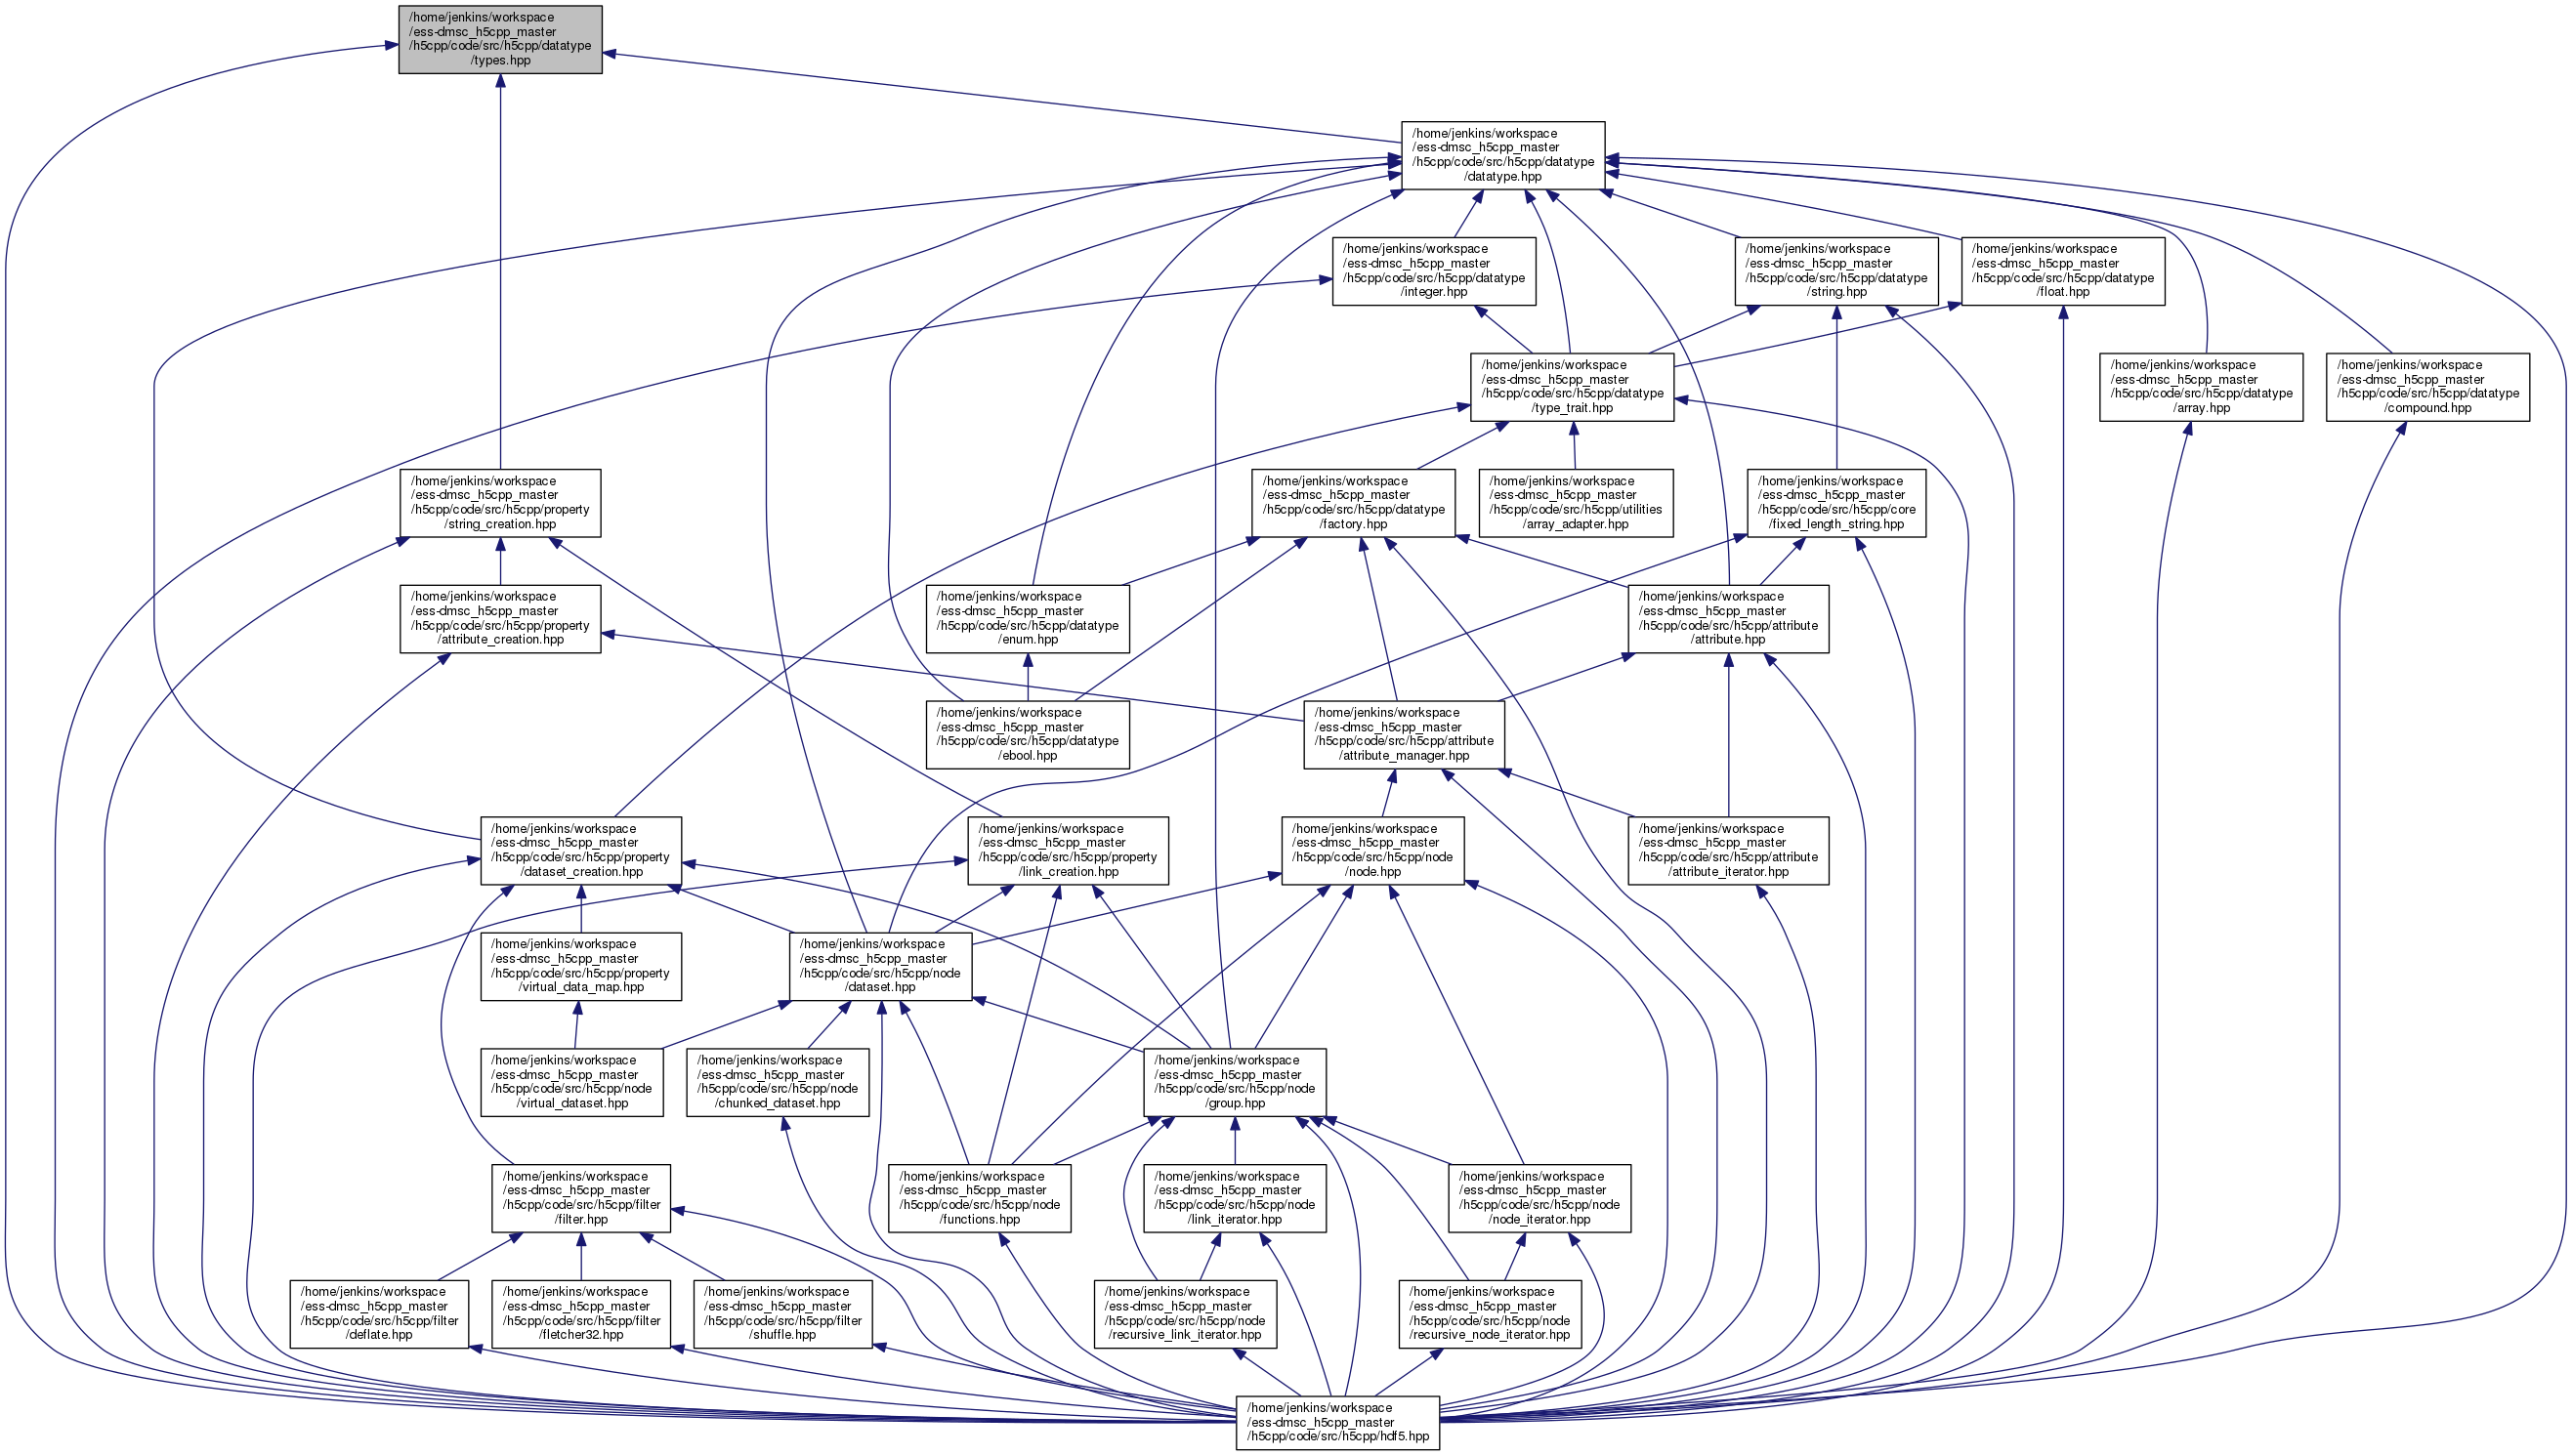 /home/jenkins/workspace
/ess-dmsc_h5cpp_master
/h5cpp/code/src/h5cpp/datatype
/types.hpp
/home/jenkins/workspace
/ess-dmsc_h5cpp_master
/h5cpp/code/src/h5cpp/datatype
/datatype.hpp
/home/jenkins/workspace
/ess-dmsc_h5cpp_master
/h5cpp/code/src/h5cpp/datatype
/integer.hpp
/home/jenkins/workspace
/ess-dmsc_h5cpp_master
/h5cpp/code/src/h5cpp/datatype
/string.hpp
/home/jenkins/workspace
/ess-dmsc_h5cpp_master
/h5cpp/code/src/h5cpp/datatype
/float.hpp
/home/jenkins/workspace
/ess-dmsc_h5cpp_master
/h5cpp/code/src/h5cpp/datatype
/type_trait.hpp
/home/jenkins/workspace
/ess-dmsc_h5cpp_master
/h5cpp/code/src/h5cpp/datatype
/array.hpp
/home/jenkins/workspace
/ess-dmsc_h5cpp_master
/h5cpp/code/src/h5cpp/datatype
/compound.hpp
/home/jenkins/workspace
/ess-dmsc_h5cpp_master
/h5cpp/code/src/h5cpp/property
/string_creation.hpp
/home/jenkins/workspace
/ess-dmsc_h5cpp_master
/h5cpp/code/src/h5cpp/datatype
/factory.hpp
/home/jenkins/workspace
/ess-dmsc_h5cpp_master
/h5cpp/code/src/h5cpp/utilities
/array_adapter.hpp
/home/jenkins/workspace
/ess-dmsc_h5cpp_master
/h5cpp/code/src/h5cpp/core
/fixed_length_string.hpp
/home/jenkins/workspace
/ess-dmsc_h5cpp_master
/h5cpp/code/src/h5cpp/property
/attribute_creation.hpp
/home/jenkins/workspace
/ess-dmsc_h5cpp_master
/h5cpp/code/src/h5cpp/datatype
/enum.hpp
/home/jenkins/workspace
/ess-dmsc_h5cpp_master
/h5cpp/code/src/h5cpp/attribute
/attribute.hpp
/home/jenkins/workspace
/ess-dmsc_h5cpp_master
/h5cpp/code/src/h5cpp/datatype
/ebool.hpp
/home/jenkins/workspace
/ess-dmsc_h5cpp_master
/h5cpp/code/src/h5cpp/attribute
/attribute_manager.hpp
/home/jenkins/workspace
/ess-dmsc_h5cpp_master
/h5cpp/code/src/h5cpp/property
/dataset_creation.hpp
/home/jenkins/workspace
/ess-dmsc_h5cpp_master
/h5cpp/code/src/h5cpp/property
/link_creation.hpp
/home/jenkins/workspace
/ess-dmsc_h5cpp_master
/h5cpp/code/src/h5cpp/node
/node.hpp
/home/jenkins/workspace
/ess-dmsc_h5cpp_master
/h5cpp/code/src/h5cpp/attribute
/attribute_iterator.hpp
/home/jenkins/workspace
/ess-dmsc_h5cpp_master
/h5cpp/code/src/h5cpp/property
/virtual_data_map.hpp
/home/jenkins/workspace
/ess-dmsc_h5cpp_master
/h5cpp/code/src/h5cpp/node
/dataset.hpp
/home/jenkins/workspace
/ess-dmsc_h5cpp_master
/h5cpp/code/src/h5cpp/node
/virtual_dataset.hpp
/home/jenkins/workspace
/ess-dmsc_h5cpp_master
/h5cpp/code/src/h5cpp/node
/chunked_dataset.hpp
/home/jenkins/workspace
/ess-dmsc_h5cpp_master
/h5cpp/code/src/h5cpp/node
/group.hpp
/home/jenkins/workspace
/ess-dmsc_h5cpp_master
/h5cpp/code/src/h5cpp/filter
/filter.hpp
/home/jenkins/workspace
/ess-dmsc_h5cpp_master
/h5cpp/code/src/h5cpp/node
/functions.hpp
/home/jenkins/workspace
/ess-dmsc_h5cpp_master
/h5cpp/code/src/h5cpp/node
/link_iterator.hpp
/home/jenkins/workspace
/ess-dmsc_h5cpp_master
/h5cpp/code/src/h5cpp/node
/node_iterator.hpp
/home/jenkins/workspace
/ess-dmsc_h5cpp_master
/h5cpp/code/src/h5cpp/filter
/deflate.hpp
/home/jenkins/workspace
/ess-dmsc_h5cpp_master
/h5cpp/code/src/h5cpp/filter
/fletcher32.hpp
/home/jenkins/workspace
/ess-dmsc_h5cpp_master
/h5cpp/code/src/h5cpp/filter
/shuffle.hpp
/home/jenkins/workspace
/ess-dmsc_h5cpp_master
/h5cpp/code/src/h5cpp/node
/recursive_link_iterator.hpp
/home/jenkins/workspace
/ess-dmsc_h5cpp_master
/h5cpp/code/src/h5cpp/node
/recursive_node_iterator.hpp
/home/jenkins/workspace
/ess-dmsc_h5cpp_master
/h5cpp/code/src/h5cpp/hdf5.hpp